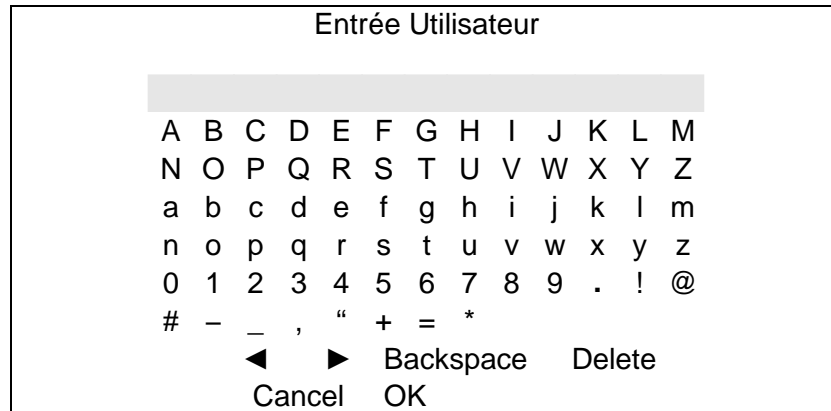 Entrée Utilisateur
A B C D E F G H I J K L M
N O P Q R S T U V W X Y Z
a b c d e f g h i j k l m
n o p q r s t u v w x y z
0 1 2 3 4 5 6 7 8 9 . ! @
# – _ , “ + = *
◄ ► Backspace Delete
Cancel OK